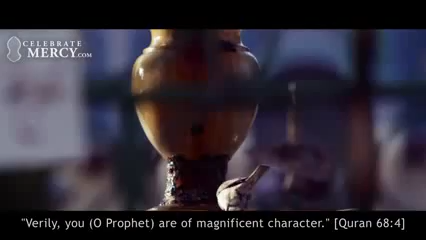 CELEBRATE
MERCY.COM
"Verily, you (O Prophet) are of magnificent character." [Quran 68:4]